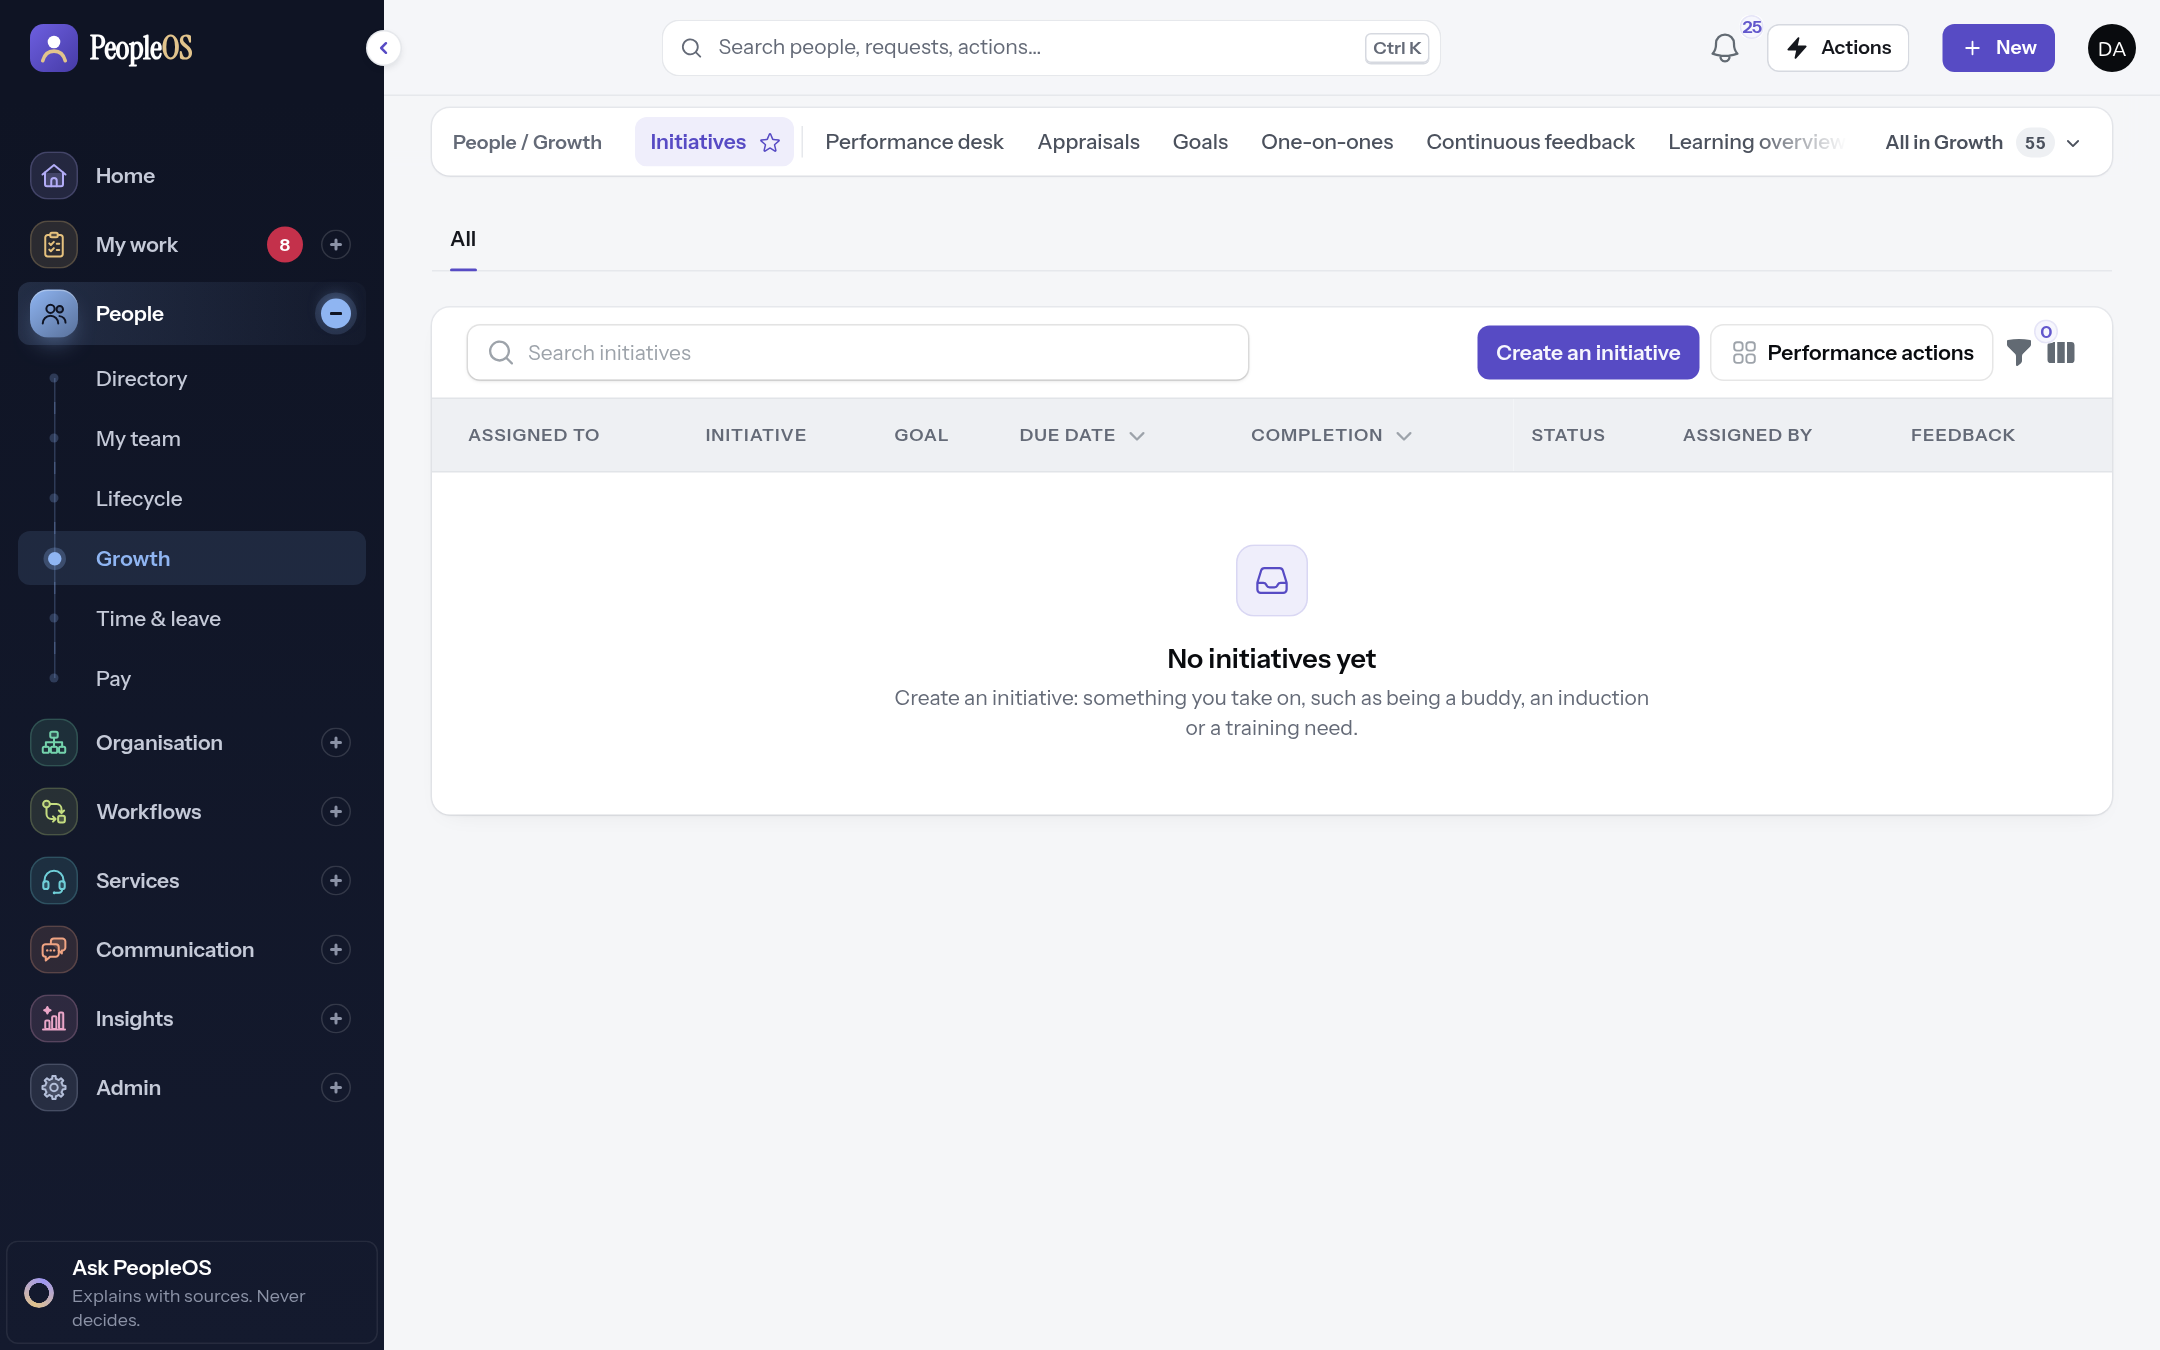 PeopleOS
Search people, requests, actions...
Ctrl K
25
Actions
New
DA
People / Growth
Initiatives
Performance desk
Appraisals
Goals
One-on-ones
Continuous feedback
Learning overview
All in Growth
55
Home
My work
8
People
Directory
My team
Lifecycle
Growth
Time & leave
Pay
Organisation
Workflows
Services
Communication
Insights
Admin
Ask PeopleOS
Explains with sources. Never
decides.
All
Search initiatives
Create an initiative
Performance actions
0
ASSIGNED TO
INITIATIVE
GOAL
DUE DATE
COMPLETION
STATUS
ASSIGNED BY
FEEDBACK
No initiatives yet
Create an initiative: something you take on, such as being a buddy, an induction
or a training need.